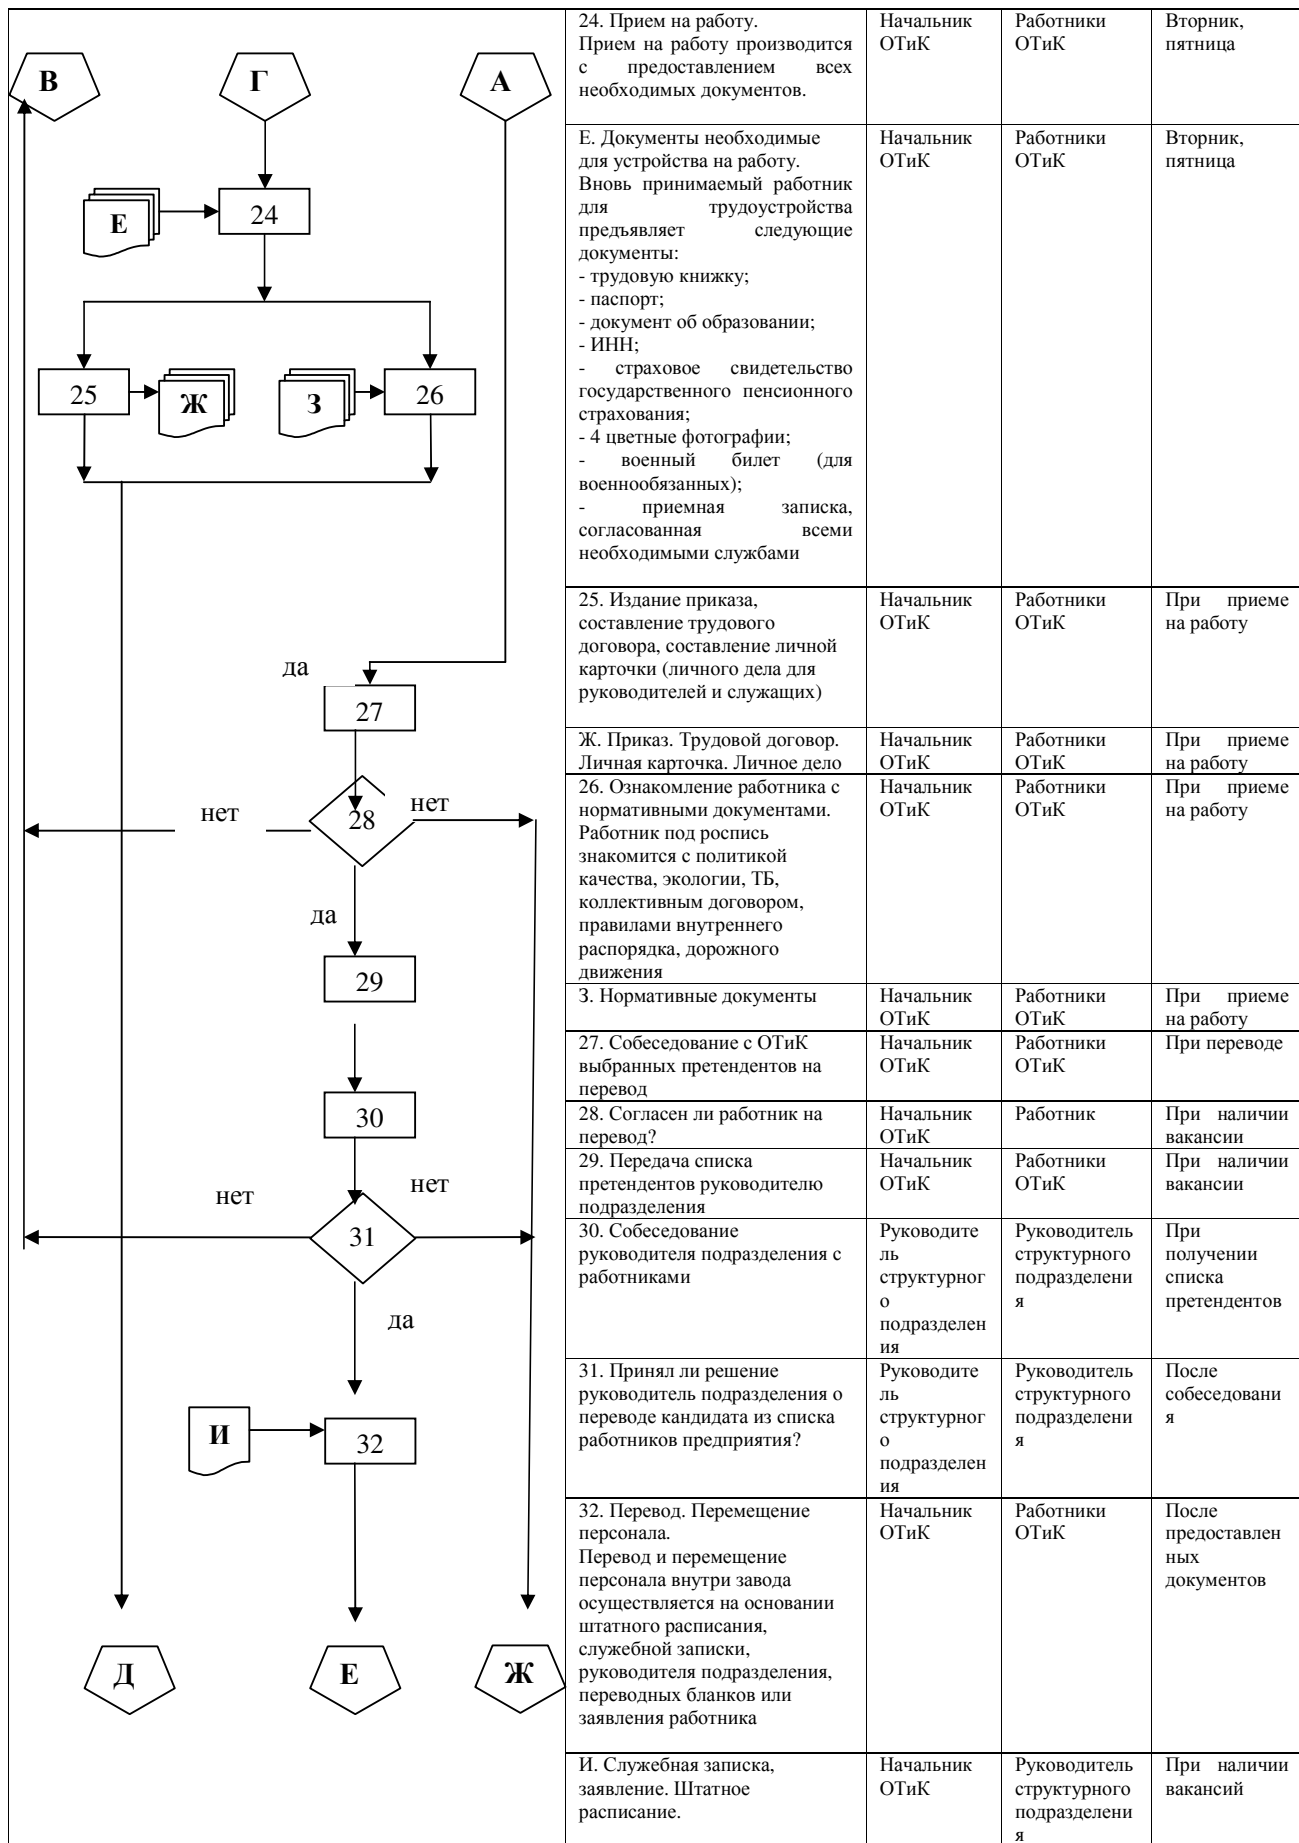 В Г А
Е 24
25 Ж З 26
да
27
нет 28 нет
да
29
30
нет нет
31
да
И 32
Д Е Ж
24. Прием на работу.
Прием на работу производится
с предоставлением всех
необходимых документов.
Начальник
ОТиК
Работники
ОТиК
Вторник,
пятница
Е. Документы необходимые
для устройства на работу.
Вновь принимаемый работник
для трудоустройства
предъявляет следующие
документы:
- трудовую книжку;
- паспорт;
- документ об образовании;
- ИНН;
- страховое свидетельство
государственного пенсионного
страхования;
- 4 цветные фотографии;
- военный билет (для
военнообязанных);
- приемная записка,
согласованная всеми
необходимыми службами
Начальник
ОТиК
Работники
ОТиК
Вторник,
пятница
25. Издание приказа,
составление трудового
договора, составление личной
карточки (личного дела для
руководителей и служащих)
Начальник
ОТиК
Работники
ОТиК
При приеме
на работу
Ж. Приказ. Трудовой договор.
Личная карточка. Личное дело
Начальник
ОТиК
Работники
ОТиК
При приеме
на работу
26. Ознакомление работника с
нормативными документами.
Работник под роспись
знакомится с политикой
качества, экологии, ТБ,
коллективным договором,
правилами внутреннего
распорядка, дорожного
движения
Начальник
ОТиК
Работники
ОТиК
При приеме
на работу
З. Нормативные документы
Начальник
ОТиК
Работники
ОТиК
При приеме
на работу
27. Собеседование с ОТиК
выбранных претендентов на
перевод
Начальник
ОТиК
Работники
ОТиК
При переводе
28. Согласен ли работник на
перевод?
Начальник
ОТиК
Работник
При наличии
вакансии
29. Передача списка
претендентов руководителю
подразделения
Начальник
ОТиК
Работники
ОТиК
При наличии
вакансии
30. Собеседование
руководителя подразделения с
работниками
Руководите
ль
структурног
о
подразделен
ия
Руководитель
структурного
подразделени
я
При
получении
списка
претендентов
31. Принял ли решение
руководитель подразделения о
переводе кандидата из списка
работников предприятия?
Руководите
ль
структурног
о
подразделен
ия
Руководитель
структурного
подразделени
я
После
собеседовани
я
32. Перевод. Перемещение
персонала.
Перевод и перемещение
персонала внутри завода
осуществляется на основании
штатного расписания,
служебной записки,
руководителя подразделения,
переводных бланков или
заявления работника
Начальник
ОТиК
Работники
ОТиК
После
предоставлен
ных
документов
И. Служебная записка,
заявление. Штатное
расписание.
Начальник
ОТиК
Руководитель
структурного
подразделени
я
При наличии
вакансий